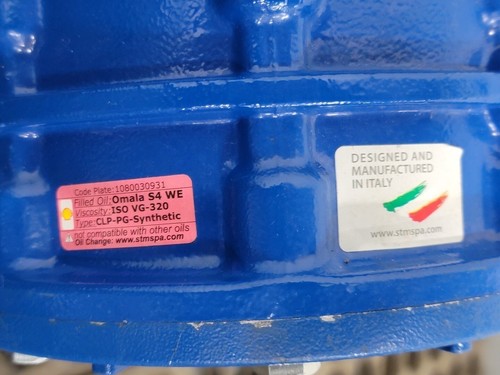 Code Plate:1080030931
Filled Oil:Omala S4 WE
Viscosity:ISO VG-320
Type:CLP-PG-Synthetic
not compatible with other oils
Oil Change: www.stmspa.com
DESIGNED AND
MANUFACTURED
IN ITALY
www.stmspa.com